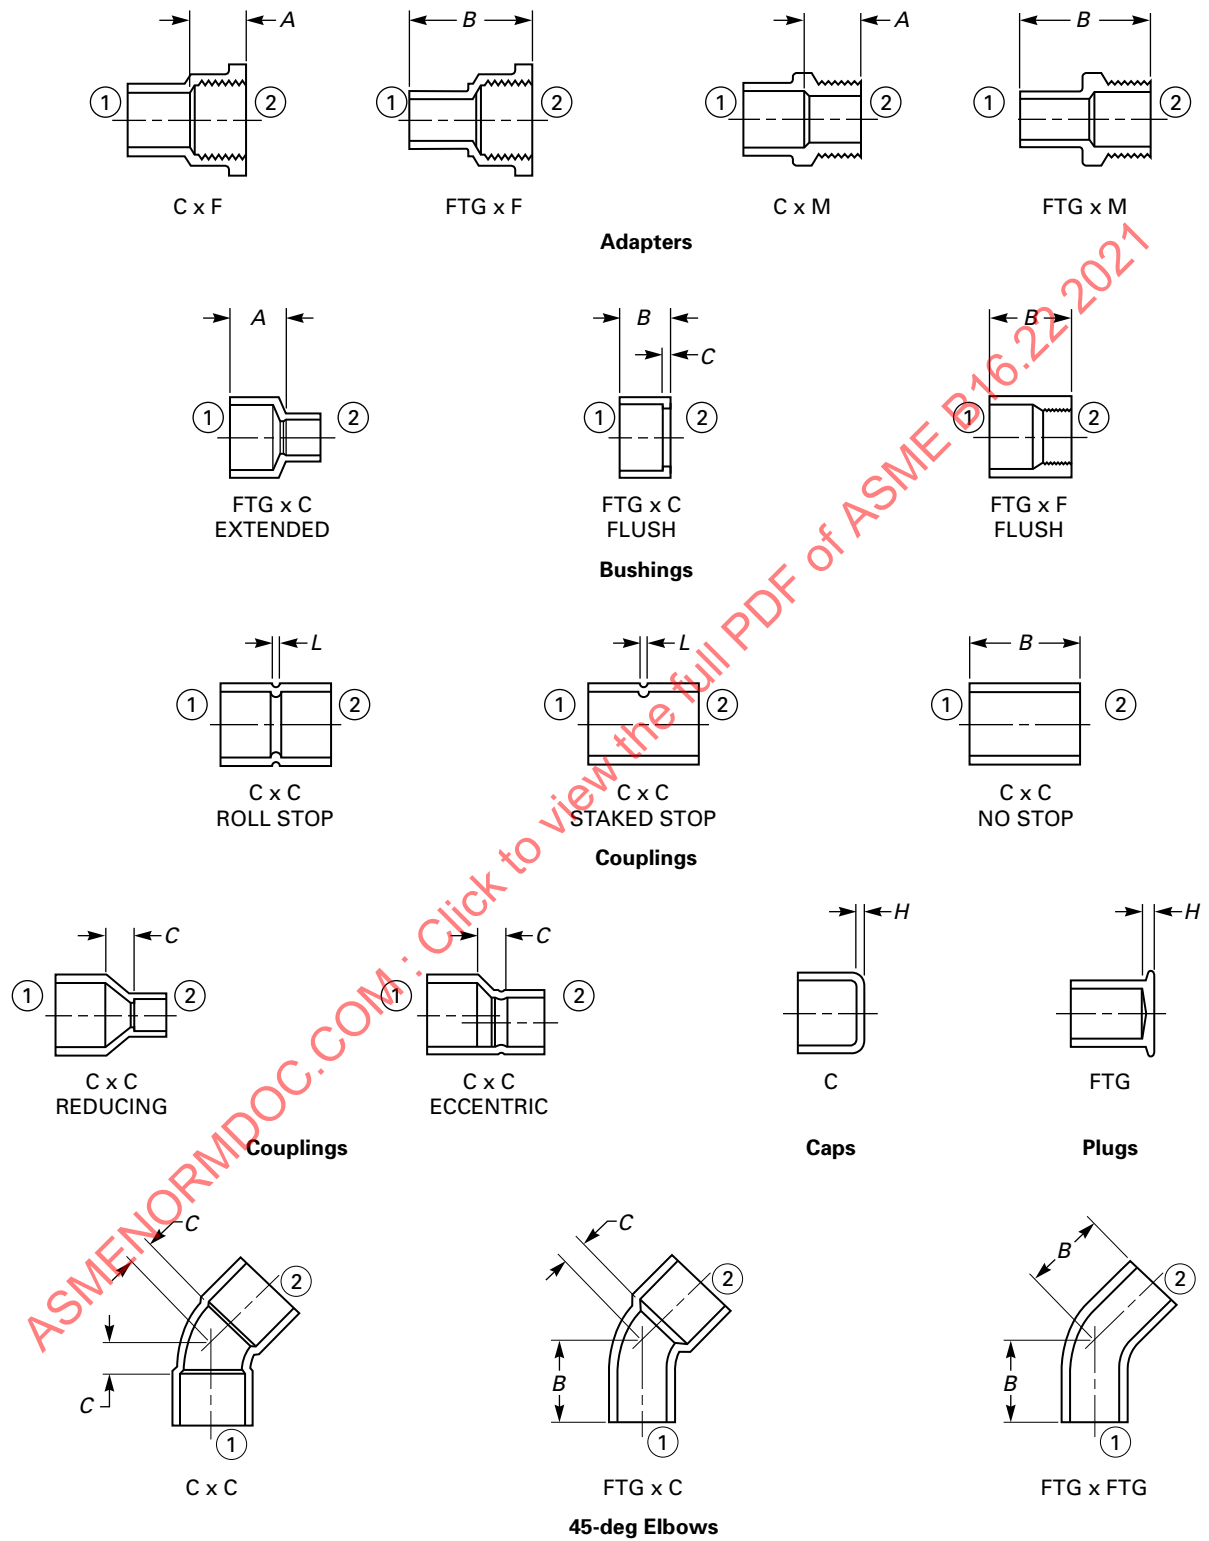 A B A B
1 2 1 2 1 2 1 2
C x F FTG x F C x M FTG x M
Adapters
A B B
C
1 2 1 2 1 2
FTG x C FTG x C FTG x F
EXTENDED FLUSH FLUSH
Bushings
L L B
1 2 1 2 1 2
C x C C x C C x C
ROLL STOP STAKED STOP NO STOP
Couplings
C C H H
1 2 1 2
C x C C x C C FTG
REDUCING ECCENTRIC
Couplings Caps Plugs
C C B
2 2 2
C B B
1 1 1
C x C FTG x C FTG x FTG
45-deg Elbows
ASMENORMDOC.COM : Click to view the full PDF of ASME B16.22 2021